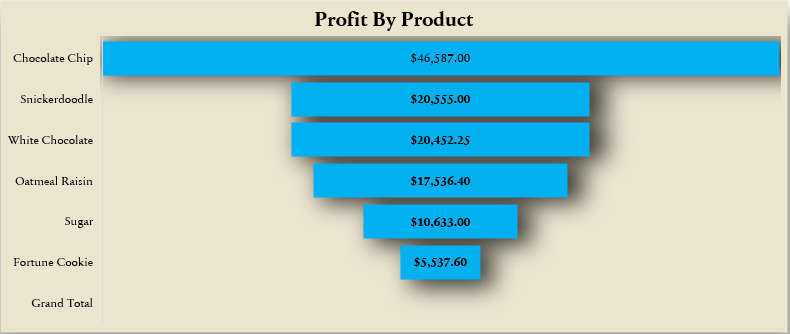 Profit By Product
Chocolate Chip $46,587.00
Snickerdoodle $20,555.00
White Chocolate $20,452.25
Oatmeal Raisin $17,536.40
Sugar $10,633.00
Fortune Cookie $5,537.60
Grand Total